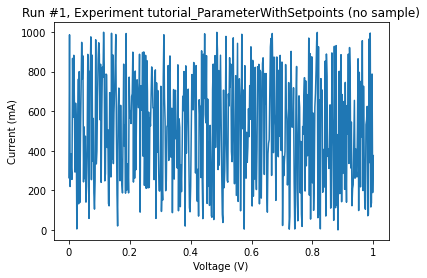 Run #1, Experiment tutorial_ParameterWithSetpoints (no sample)
1000
800
600
400
200
0
Current (mA)
0 0.2 0.4 0.6 0.8 1
Voltage (V)